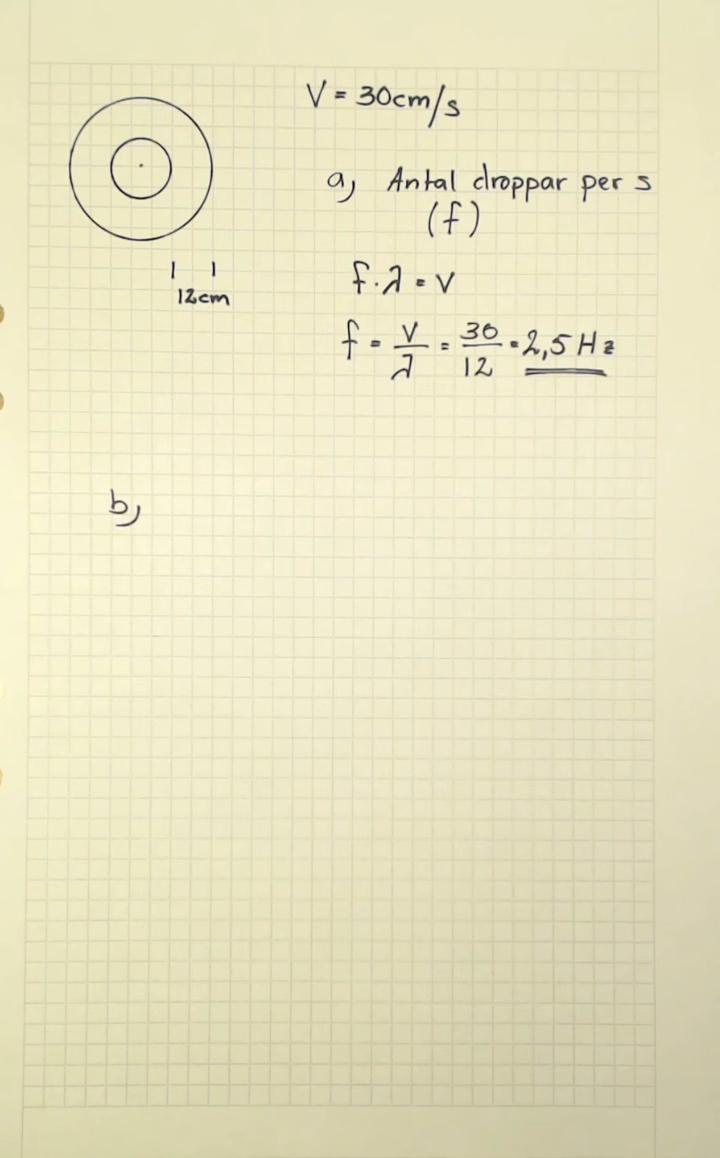 V = 30cm/s
a) Antal droppar per s
(f)
12cm
f·λ = v
f = v/λ = 30/12 = 2,5 Hz
b)